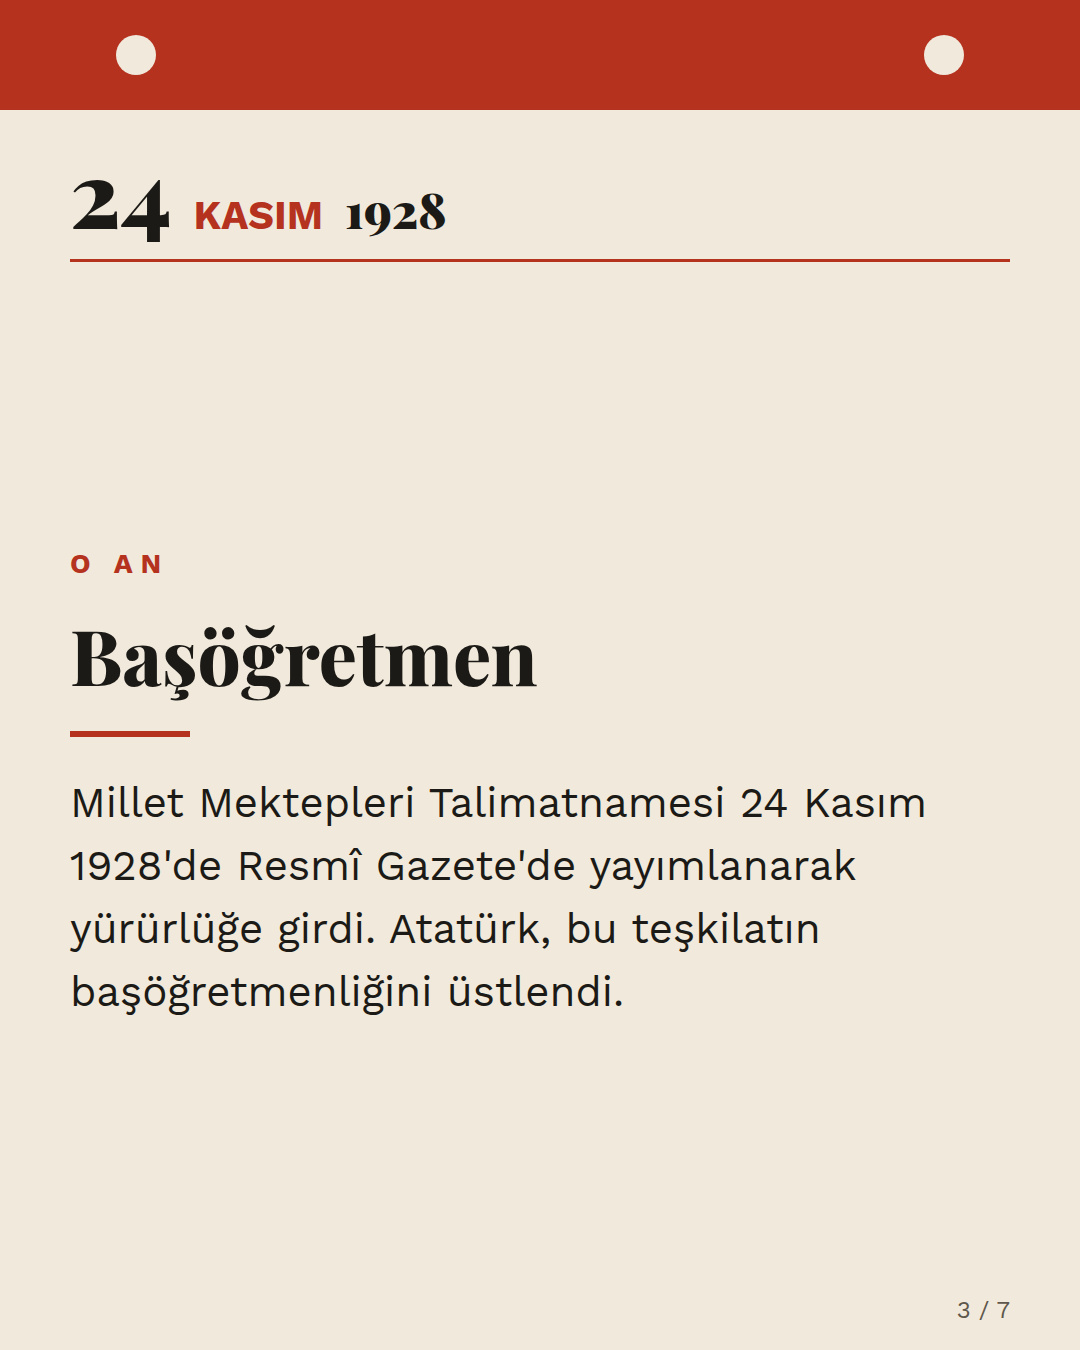 24 KASIM 1928
O AN
Başöğretmen
Millet Mektepleri Talimatnamesi 24 Kasım
1928'de Resmî Gazete'de yayımlanarak
yürürlüğe girdi. Atatürk, bu teşkilatın
başöğretmenliğini üstlendi.
3 / 7